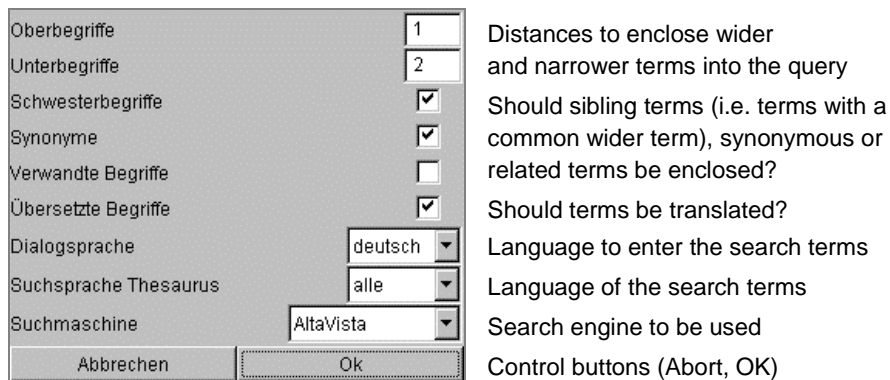 Oberbegriffe 1 Distances to enclose wider
Unterbegriffe 2 and narrower terms into the query
Schwesterbegriffe Should sibling terms (i.e. terms with a
Synonyme common wider term), synonymous or
Verwandte Begriffe related terms be enclosed?
Übersetzte Begriffe Should terms be translated?
Dialogsprache deutsch Language to enter the search terms
Suchsprache Thesaurus alle Language of the search terms
Suchmaschine AltaVista Search engine to be used
Abbrechen Ok Control buttons (Abort, OK)